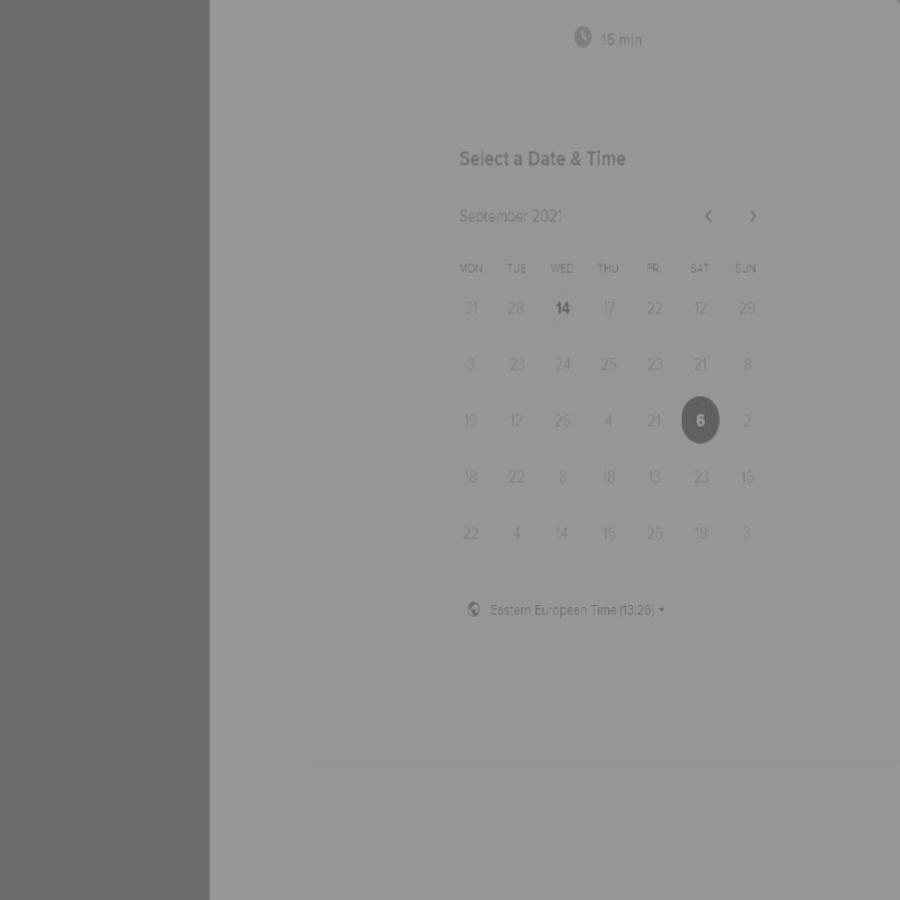 15 min
Select a Date & Time
September 2021
MON TUE WED THU FRI SAT SUN
31 28 14 17 22 12 29
3 23 24 25 23 21 8
19 12 26 4 21 6 2
18 22 8 18 13 23 16
22 4 14 16 25 18 3
Eastern European Time (13:26)